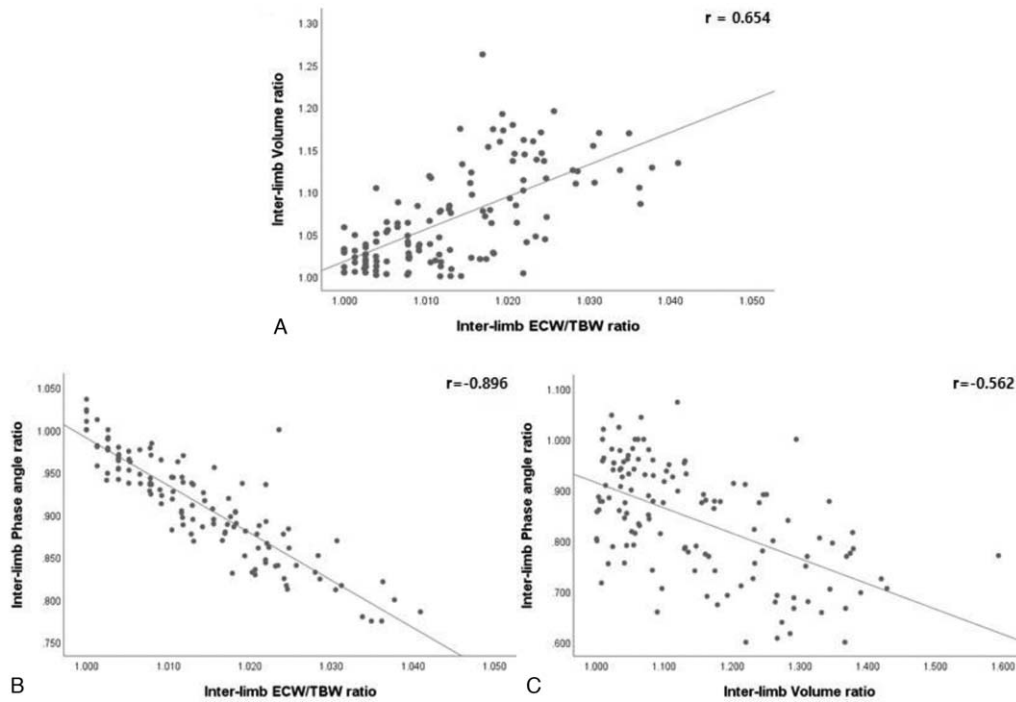 r = 0.654
1.30
1.25
1.20
1.15
1.10
1.05
1.00
Inter-limb Volume ratio
1.000 1.010 1.020 1.030 1.040 1.050
Inter-limb ECW/TBW ratio
A
r=-0.896
1.050
1.000
.950
.900
.850
.800
.750
Inter-limb Phase angle ratio
1.000 1.010 1.020 1.030 1.040 1.050
Inter-limb ECW/TBW ratio
B
r=-0.562
1.100
1.000
.900
.800
.700
.600
Inter-limb Phase angle ratio
1.000 1.100 1.200 1.300 1.400 1.500 1.600
Inter-limb Volume ratio
C